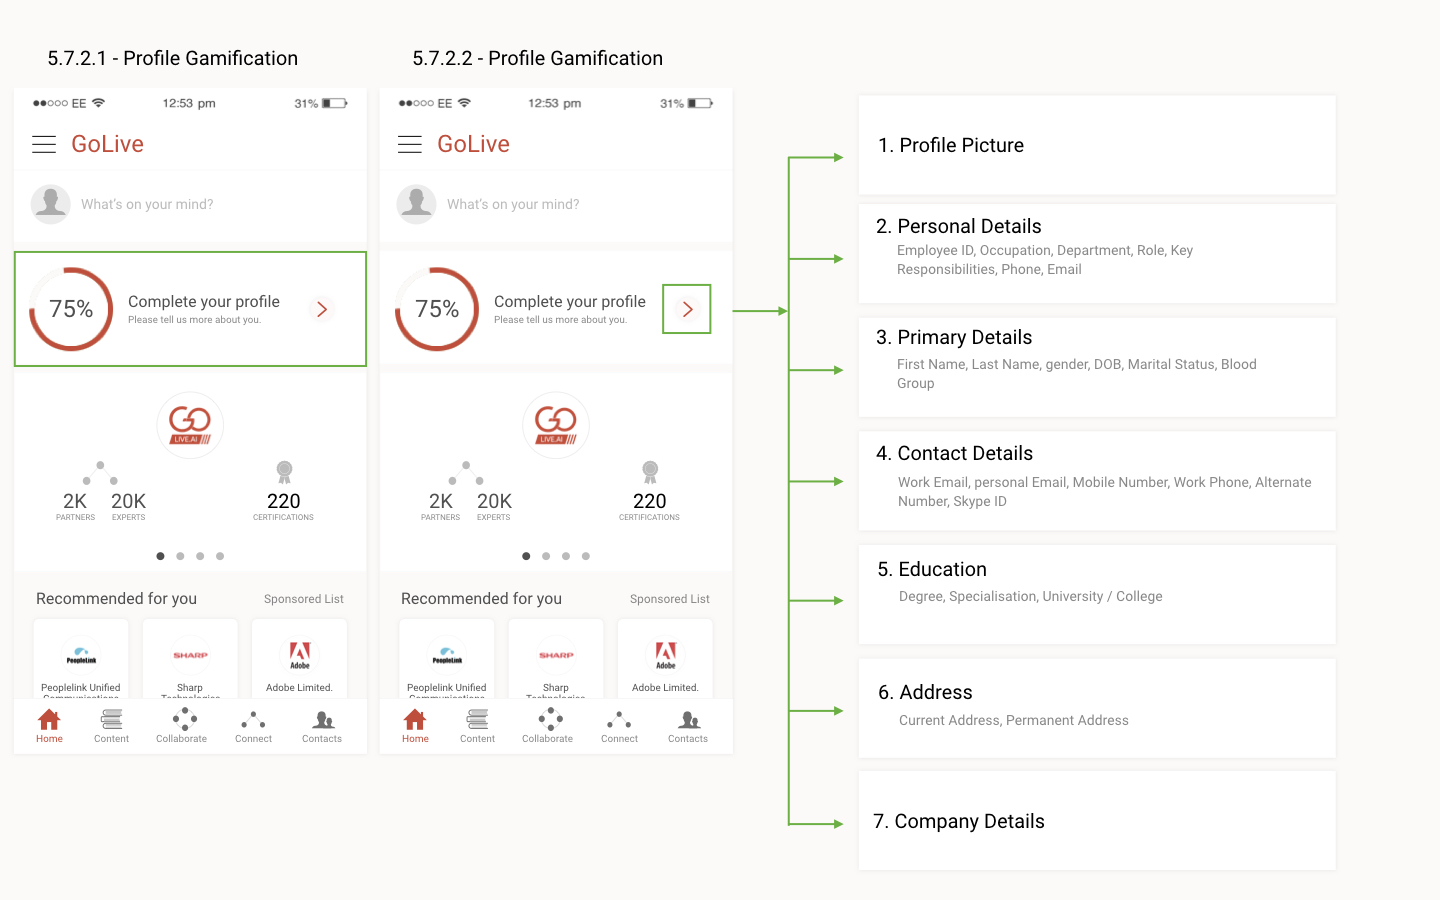 5.7.2.1 - Profile Gamification
EE 12:53 pm 31%
GoLive
What's on your mind?
75%
Complete your profile
Please tell us more about you.
GO
LIVE.AI
2K 20K 220
PARTNERS EXPERTS CERTIFICATIONS
Recommended for you Sponsored List
PeopleLink SHARP Adobe
Peoplelink Unified Sharp Adobe Limited.
Communications Technologies
Home Content Collaborate Connect Contacts
5.7.2.2 - Profile Gamification
EE 12:53 pm 31%
GoLive
What's on your mind?
75%
Complete your profile
Please tell us more about you.
GO
LIVE.AI
2K 20K 220
PARTNERS EXPERTS CERTIFICATIONS
Recommended for you Sponsored List
PeopleLink SHARP Adobe
Peoplelink Unified Sharp Adobe Limited.
Communications Technologies
Home Content Collaborate Connect Contacts
1. Profile Picture
2. Personal Details
Employee ID, Occupation, Department, Role, Key
Responsibilities, Phone, Email
3. Primary Details
First Name, Last Name, gender, DOB, Marital Status, Blood
Group
4. Contact Details
Work Email, personal Email, Mobile Number, Work Phone, Alternate
Number, Skype ID
5. Education
Degree, Specialisation, University / College
6. Address
Current Address, Permanent Address
7. Company Details